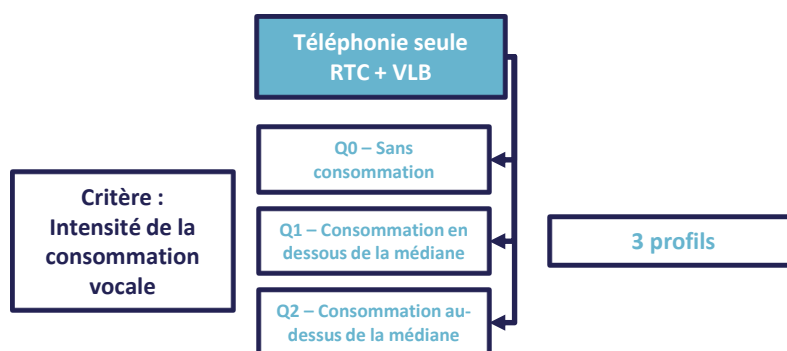 Téléphonie seule
RTC + VLB
Q0 – Sans
consommation
Critère :
Intensité de la
consommation
vocale
Q1 – Consommation en
dessous de la médiane
3 profils
Q2 – Consommation au-
dessus de la médiane